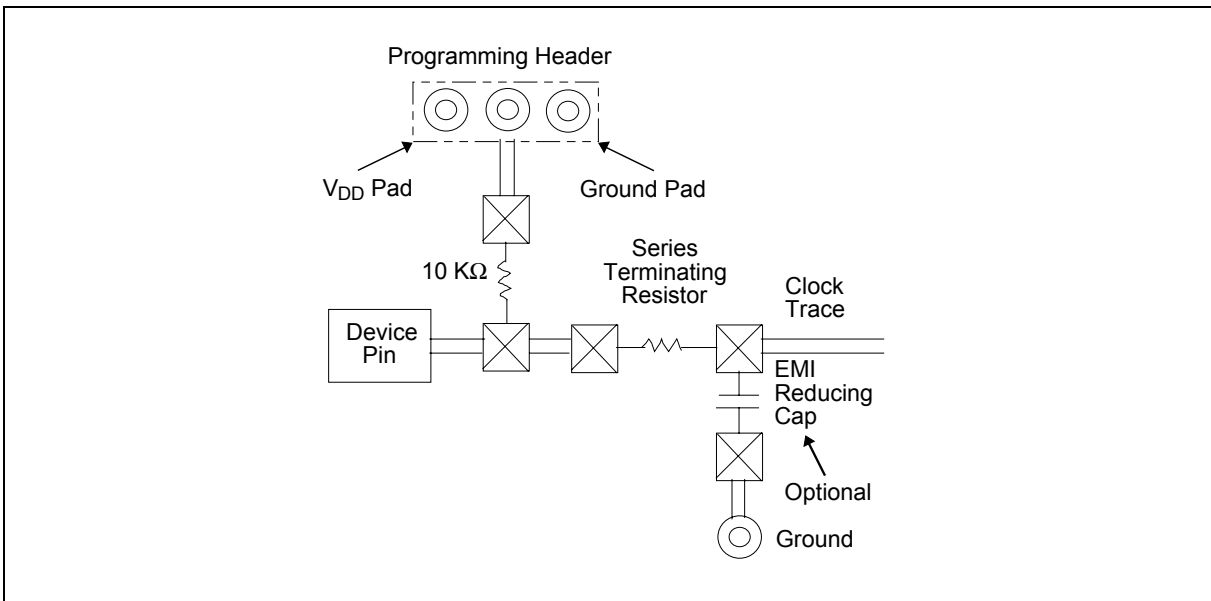 Programming Header
V_DD Pad
Ground Pad
10 KΩ
Series
Terminating
Resistor
Clock
Trace
Device
Pin
EMI
Reducing
Cap
Optional
Ground